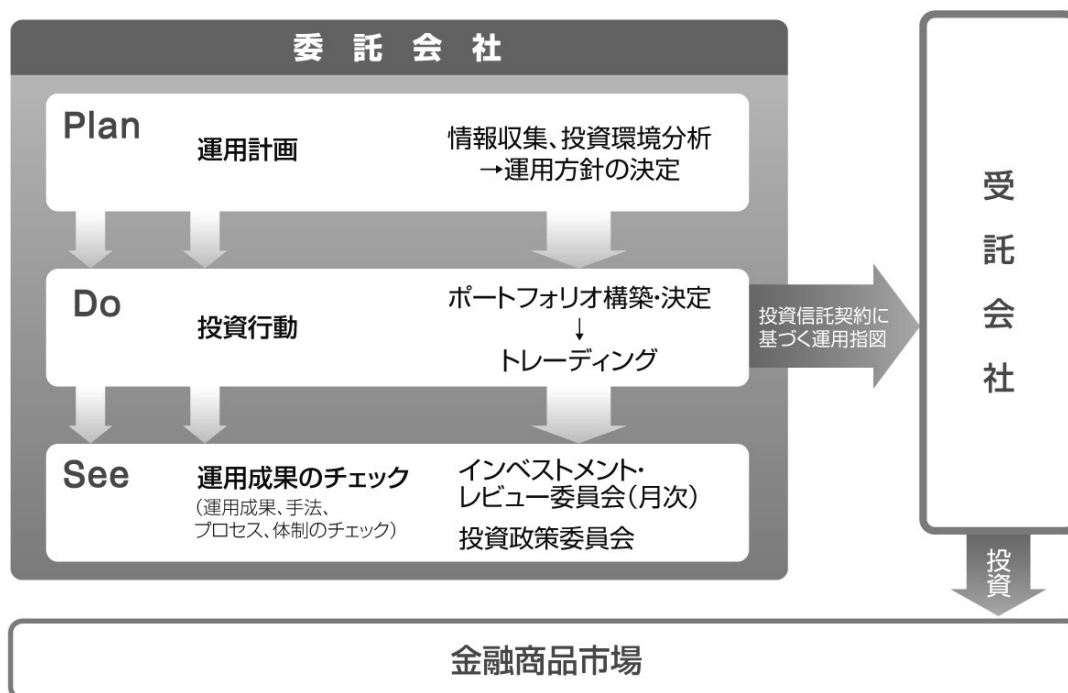 委託会社
Plan
運用計画
情報収集、投資環境分析
→運用方針の決定
Do
投資行動
ポートフォリオ構築・決定
↓
トレーディング
See
運用成果のチェック
(運用成果、手法、
プロセス、体制のチェック)
インベストメント・
レビュー委員会(月次)
投資政策委員会
投資信託契約に
基づく運用指図
受託会社
投資
金融商品市場